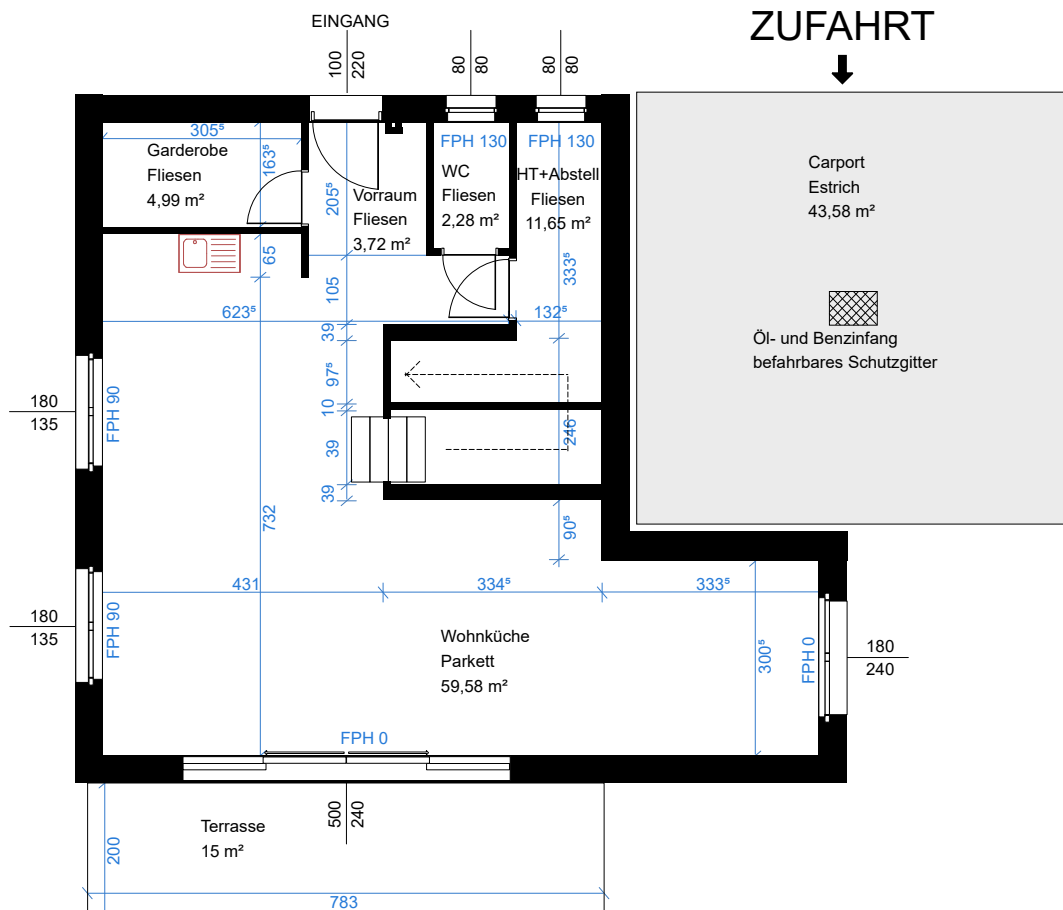 ZUFAHRT
EINGANG
100
220
80
80
80
80
305⁵
163⁵
205⁵
Garderobe
Fliesen
4,99 m²
Vorraum
Fliesen
3,72 m²
FPH 130
WC
Fliesen
2,28 m²
FPH 130
HT+Abstell
Fliesen
11,65 m²
Carport
Estrich
43,58 m²
65
105
333⁵
623⁵
132⁵
39
97⁵
10
39
39
246
Öl- und Benzinfang
befahrbares Schutzgitter
180
135
FPH 90
732
90⁵
431
334⁵
333⁵
180
135
FPH 90
Wohnküche
Parkett
59,58 m²
300⁵
FPH 0
180
240
FPH 0
500
240
Terrasse
15 m²
200
783